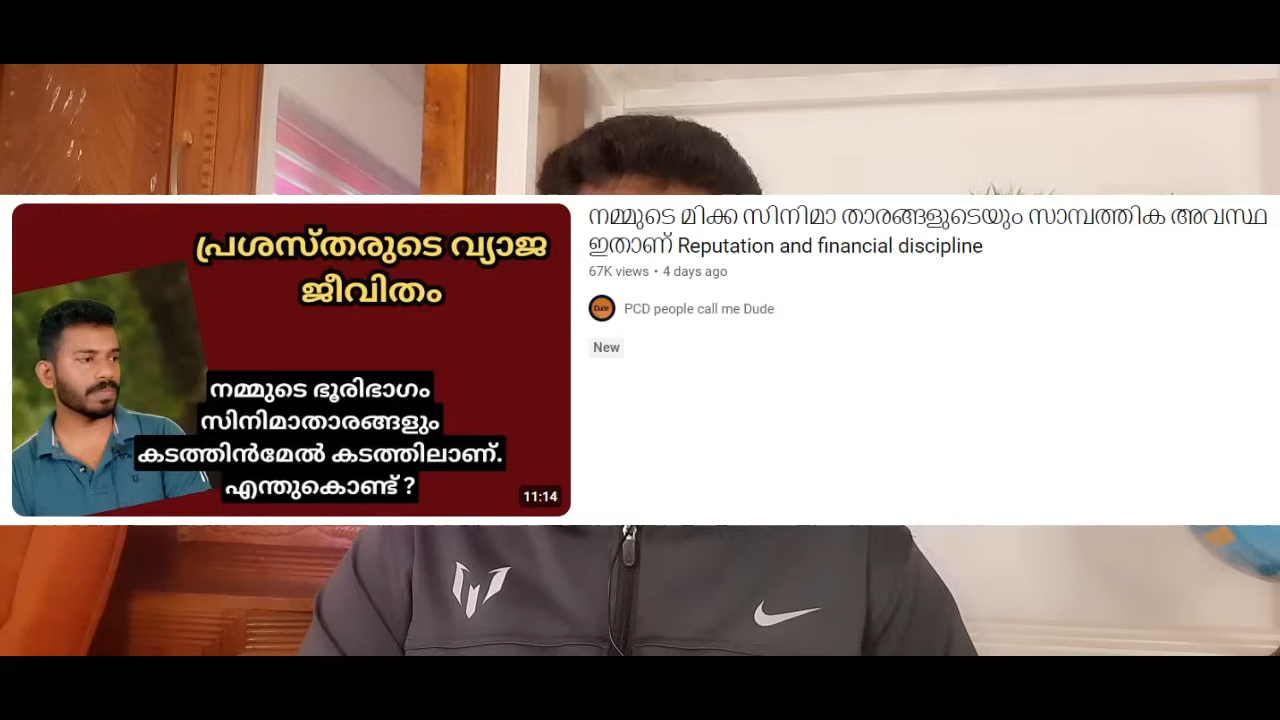 പ്രശസ്തരുടെ വ്യാജ
ജീവിതം
നമ്മുടെ ഭൂരിഭാഗം
സിനിമാതാരങ്ങളും
കടത്തിൻമേൽ കടത്തിലാണ്.
എന്തുകൊണ്ട് ?
11:14
നമ്മുടെ മിക്ക സിനിമാ താരങ്ങളുടെയും സാമ്പത്തിക അവസ്ഥ
ഇതാണ് Reputation and financial discipline
67K views • 4 days ago
Dude
PCD people call me Dude
New